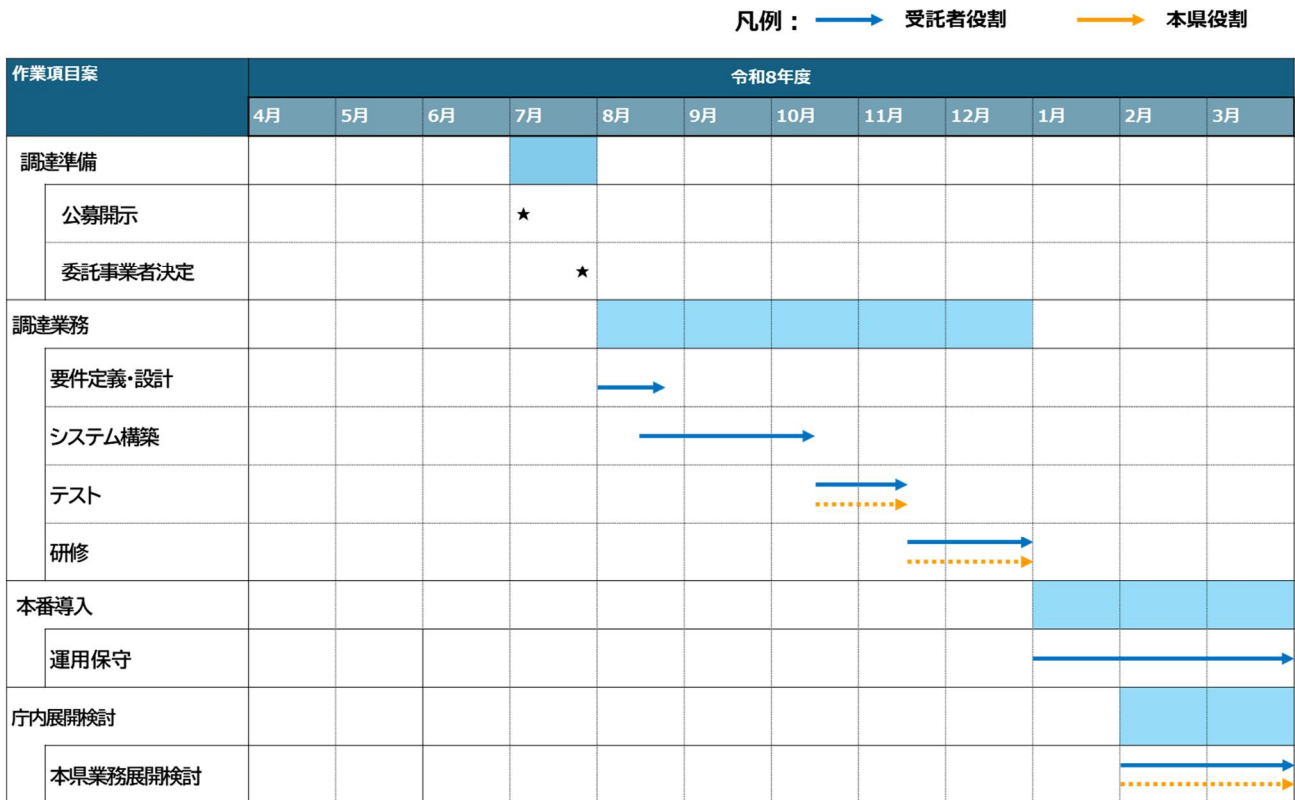 凡例： 受託者役割 本県役割
作業項目案 令和8年度
4月 5月 6月 7月 8月 9月 10月 11月 12月 1月 2月 3月
調達準備
公募開示 ★
委託事業者決定 ★
調達業務
要件定義・設計
システム構築
テスト
研修
本番導入
運用保守
庁内展開検討
本県業務展開検討